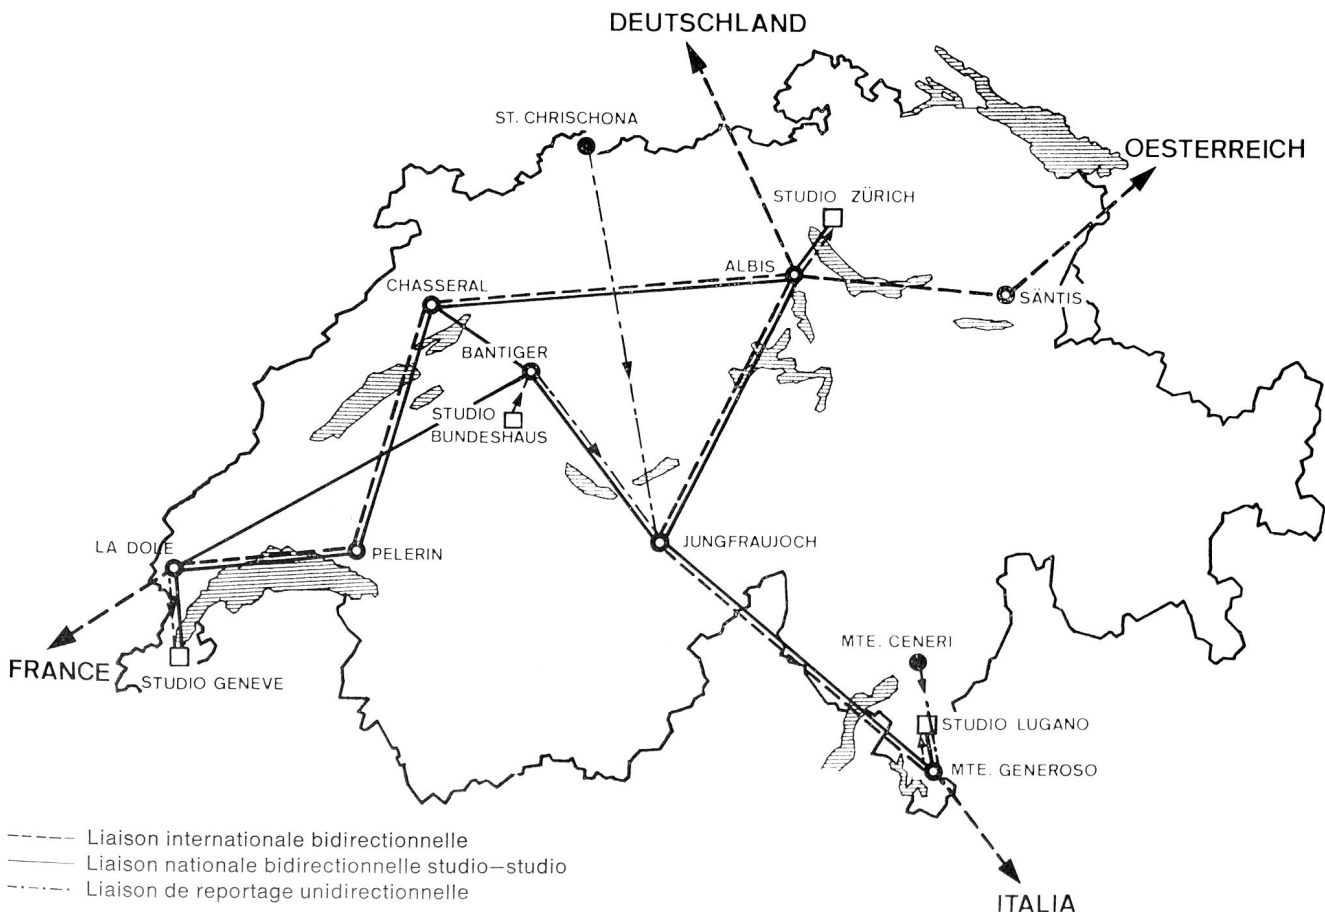 DEUTSCHLAND
ST. CHRISCHONA
OESTERREICH
STUDIO ZÜRICH
ALBIS
CHASSERAL
SÄNTIS
BANTIGER
STUDIO
BUNDESHAUS
LA DOLE
PELERIN
JUNGFRAUJOCH
MTE. CENERI
FRANCE
STUDIO GENEVE
STUDIO LUGANO
MTE. GENEROSO
Liaison internationale bidirectionnelle
Liaison nationale bidirectionnelle studio–studio
Liaison de reportage unidirectionnelle
ITALIA